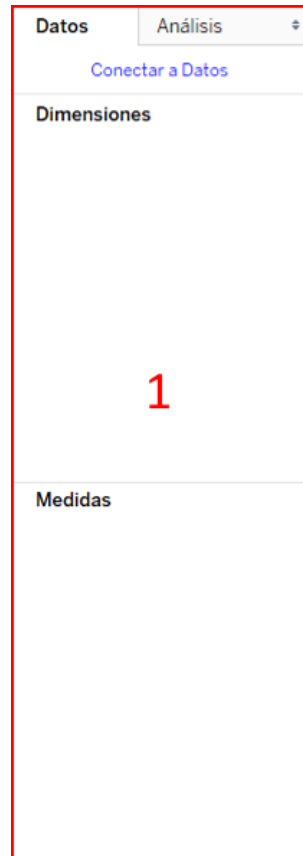 Datos Análisis
Conectar a Datos
Dimensiones
1
Medidas